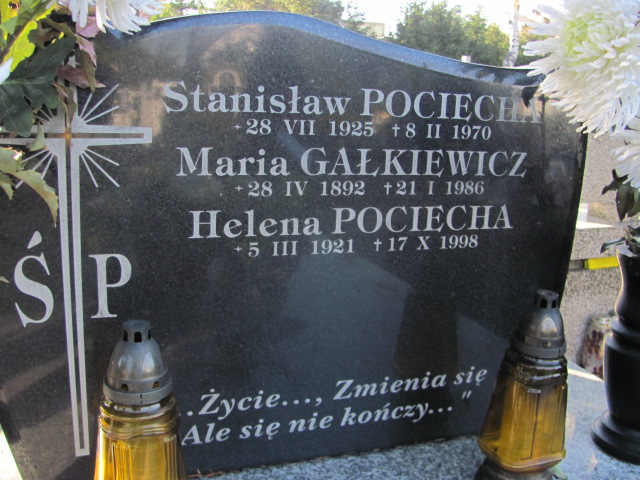 Stanisław POCIECHA
*28 VII 1925 †8 II 1970
Maria GAŁKIEWICZ
*28 IV 1892 †21 I 1986
Helena POCIECHA
*5 III 1921 †17 X 1998
Ś P
..Życie..., Zmienia się
Ale się nie kończy..."